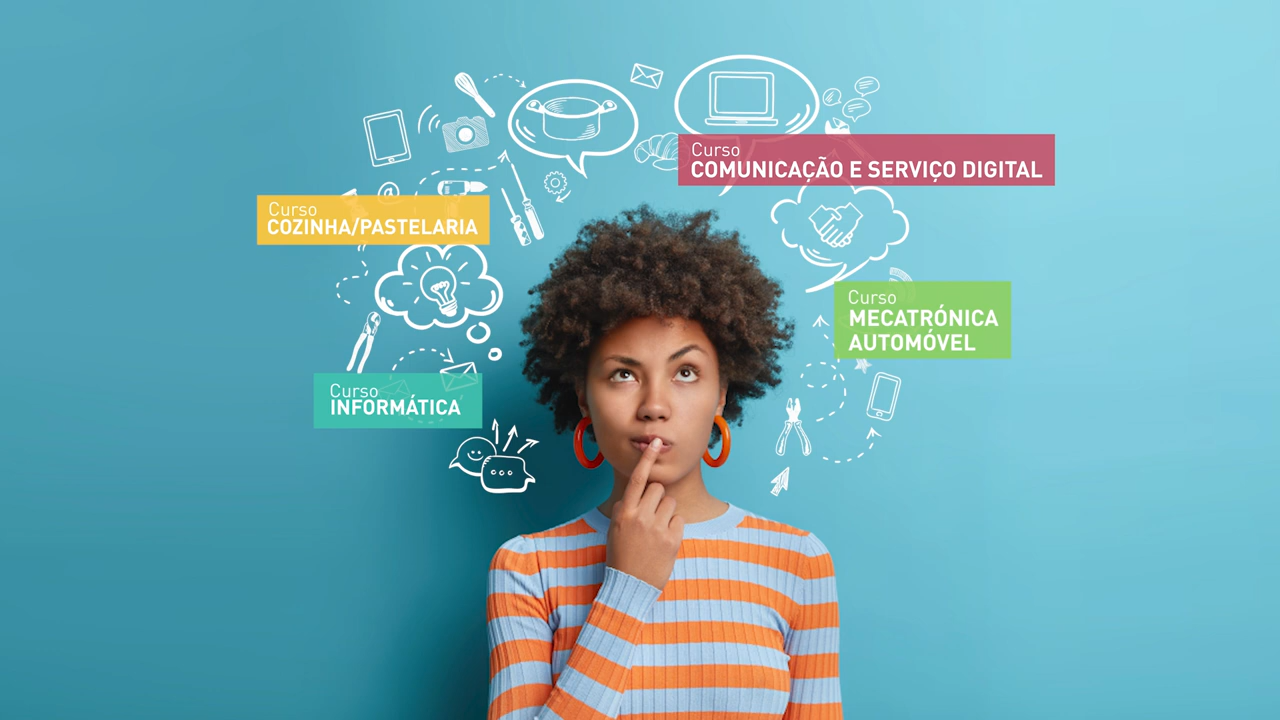 Curso
COMUNICAÇÃO E SERVIÇO DIGITAL
Curso
COZINHA/PASTELARIA
Curso
MECATRÓNICA
AUTOMÓVEL
Curso
INFORMÁTICA